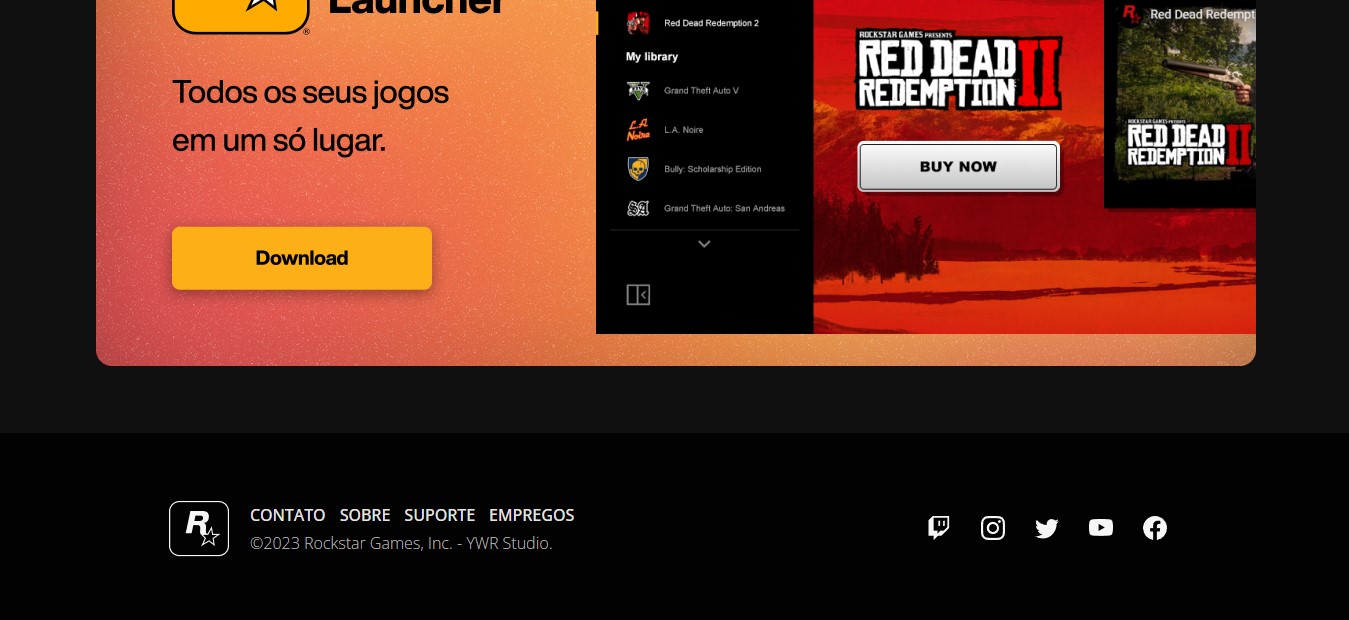 Launcher
®
Todos os seus jogos
em um só lugar.
Download
Red Dead Redemption 2
My library
Grand Theft Auto V
L.A. Noire
Bully: Scholarship Edition
Grand Theft Auto: San Andreas
ROCKSTAR GAMES PRESENTS
RED DEAD
REDEMPTION II
BUY NOW
Red Dead Redempt
ROCKSTAR GAMES PRESENTS
RED DEAD
REDEMPTION II
R
CONTATO SOBRE SUPORTE EMPREGOS
©2023 Rockstar Games, Inc. - YWR Studio.